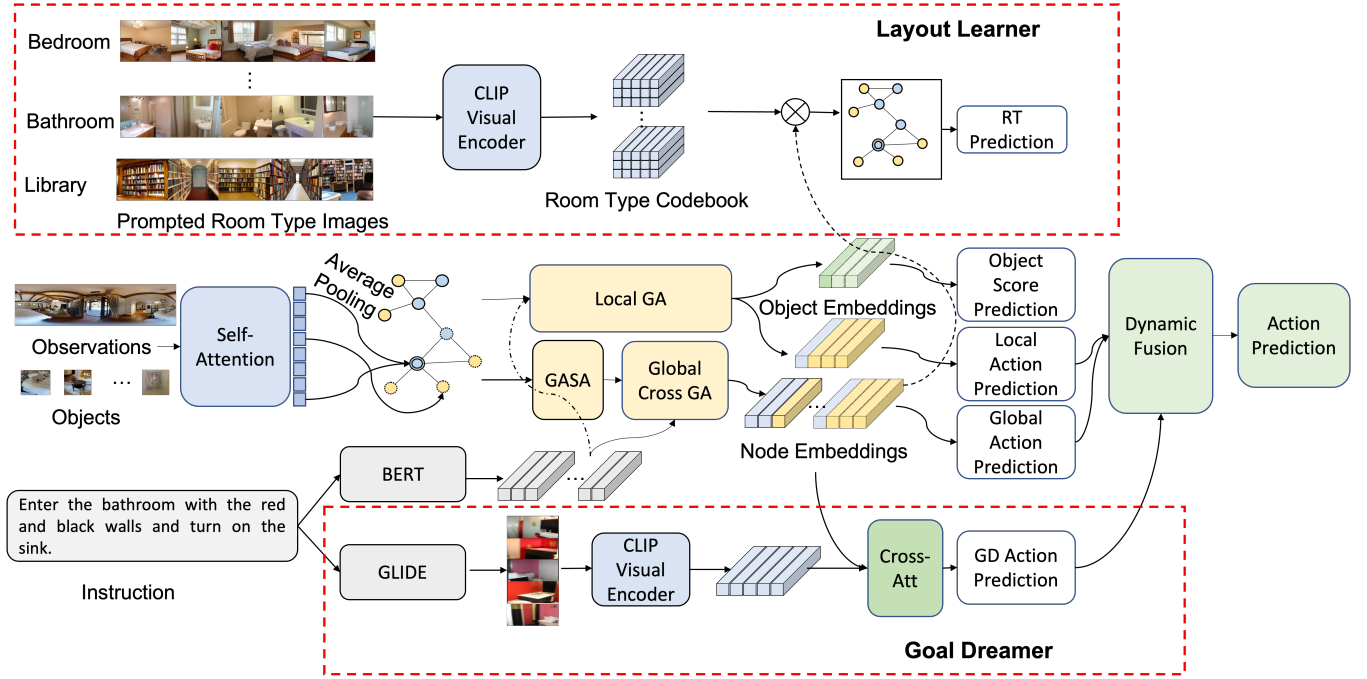 Layout Learner
Bedroom
Bathroom
Library
Prompted Room Type Images
CLIP
Visual
Encoder
Room Type Codebook
RT
Prediction
Observations
Objects
Self-
Attention
Average
Pooling
Local GA
GASA
Global
Cross GA
Object Embeddings
Node Embeddings
Object
Score
Prediction
Local
Action
Prediction
Global
Action
Prediction
Dynamic
Fusion
Action
Prediction
Enter the bathroom with the red
and black walls and turn on the
sink.
Instruction
BERT
GLIDE
CLIP
Visual
Encoder
Cross-
Att
GD Action
Prediction
Goal Dreamer